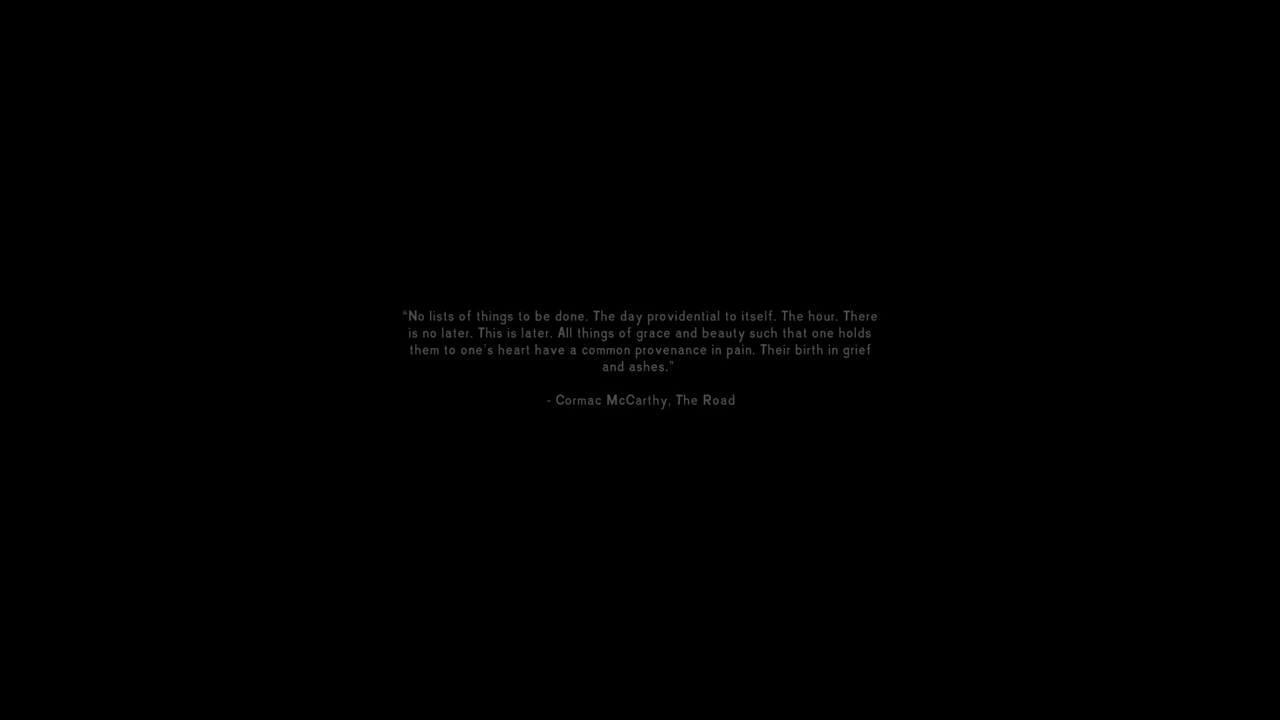 "No lists of things to be done. The day providential to itself. The hour. There
is no later. This is later. All things of grace and beauty such that one holds
them to one's heart have a common provenance in pain. Their birth in grief
and ashes."
- Cormac McCarthy, The Road